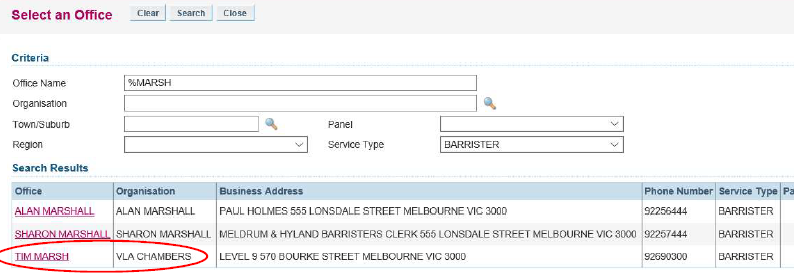 Select an Office Clear Search Close
Criteria
Office Name %MARSH
Organisation
Town/Suburb Panel
Region Service Type BARRISTER
Search Results
Office Organisation Business Address Phone Number Service Type Pa
ALAN MARSHALL ALAN MARSHALL PAUL HOLMES 555 LONSDALE STREET MELBOURNE VIC 3000 92256444 BARRISTER
SHARON MARSHALL SHARON MARSHALL MELDRUM & HYLAND BARRISTERS CLERK 555 LONSDALE STREET MELBOURNE VIC 3000 92257444 BARRISTER
TIM MARSH VLA CHAMBERS LEVEL 9 570 BOURKE STREET MELBOURNE VIC 3000 92690300 BARRISTER